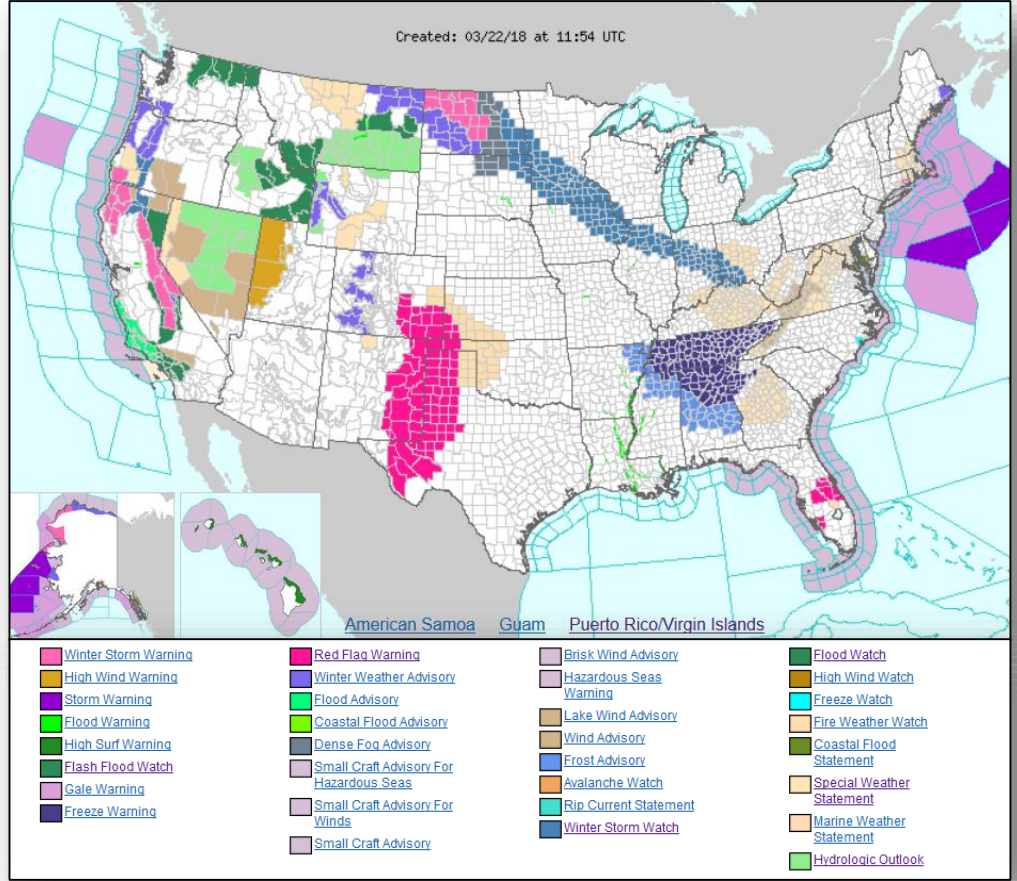 Created: 03/22/18 at 11:54 UTC
American Samoa Guam Puerto Rico/Virgin Islands
Winter Storm Warning
High Wind Warning
Storm Warning
Flood Warning
High Surf Warning
Flash Flood Watch
Gale Warning
Freeze Warning
Red Flag Warning
Winter Weather Advisory
Flood Advisory
Coastal Flood Advisory
Dense Fog Advisory
Small Craft Advisory For
Hazardous Seas
Small Craft Advisory For
Winds
Small Craft Advisory
Brisk Wind Advisory
Hazardous Seas
Warning
Lake Wind Advisory
Wind Advisory
Frost Advisory
Avalanche Watch
Rip Current Statement
Winter Storm Watch
Flood Watch
High Wind Watch
Freeze Watch
Fire Weather Watch
Coastal Flood
Statement
Special Weather
Statement
Marine Weather
Statement
Hydrologic Outlook